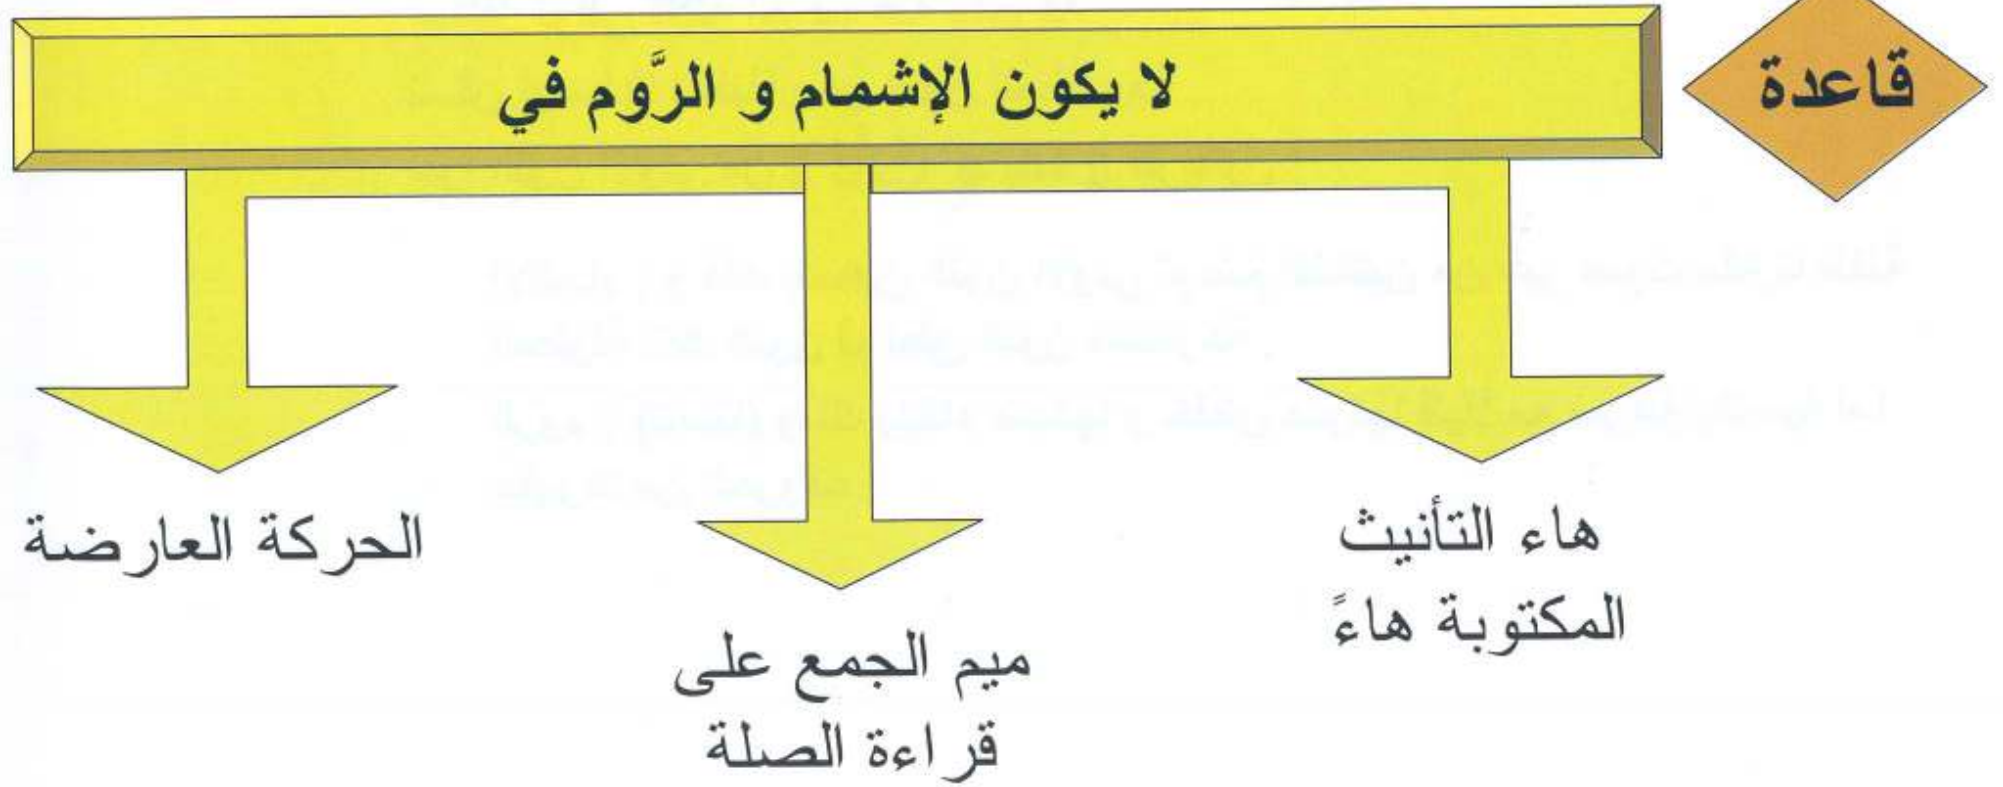 قاعدة
لا يكون الإشمام و الرَّوم في
هاء التأنيث
المكتوبة هاءً
ميم الجمع على
قراءة الصلة
الحركة العارضة